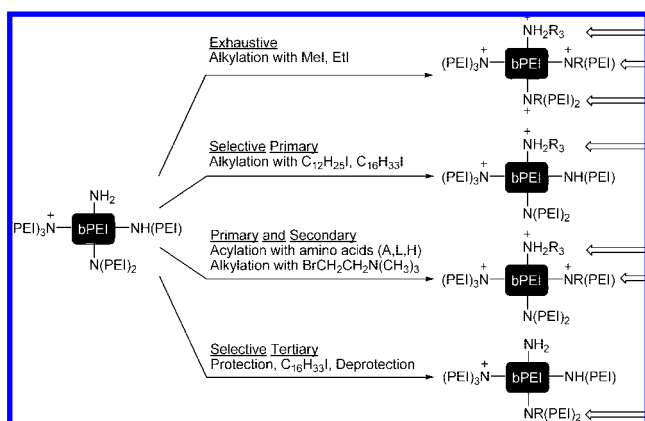 Exhaustive
Alkylation with MeI, EtI
Selective Primary
Alkylation with C12H25I, C16H33I
Primary and Secondary
Acylation with amino acids (A,L,H)
Alkylation with BrCH2CH2N(CH3)3
Selective Tertiary
Protection, C16H33I, Deprotection
NH2
(PEI)3N+ bPEI NH(PEI)
N(PEI)2
+
NH2R3
(PEI)3N+ bPEI +NR(PEI)
NR(PEI)2
+
+
NH2R3
(PEI)3N+ bPEI NH(PEI)
N(PEI)2
+
NH2R3
(PEI)3N+ bPEI +NR(PEI)
N(PEI)2
NH2
(PEI)3N+ bPEI NH(PEI)
NR(PEI)2
+